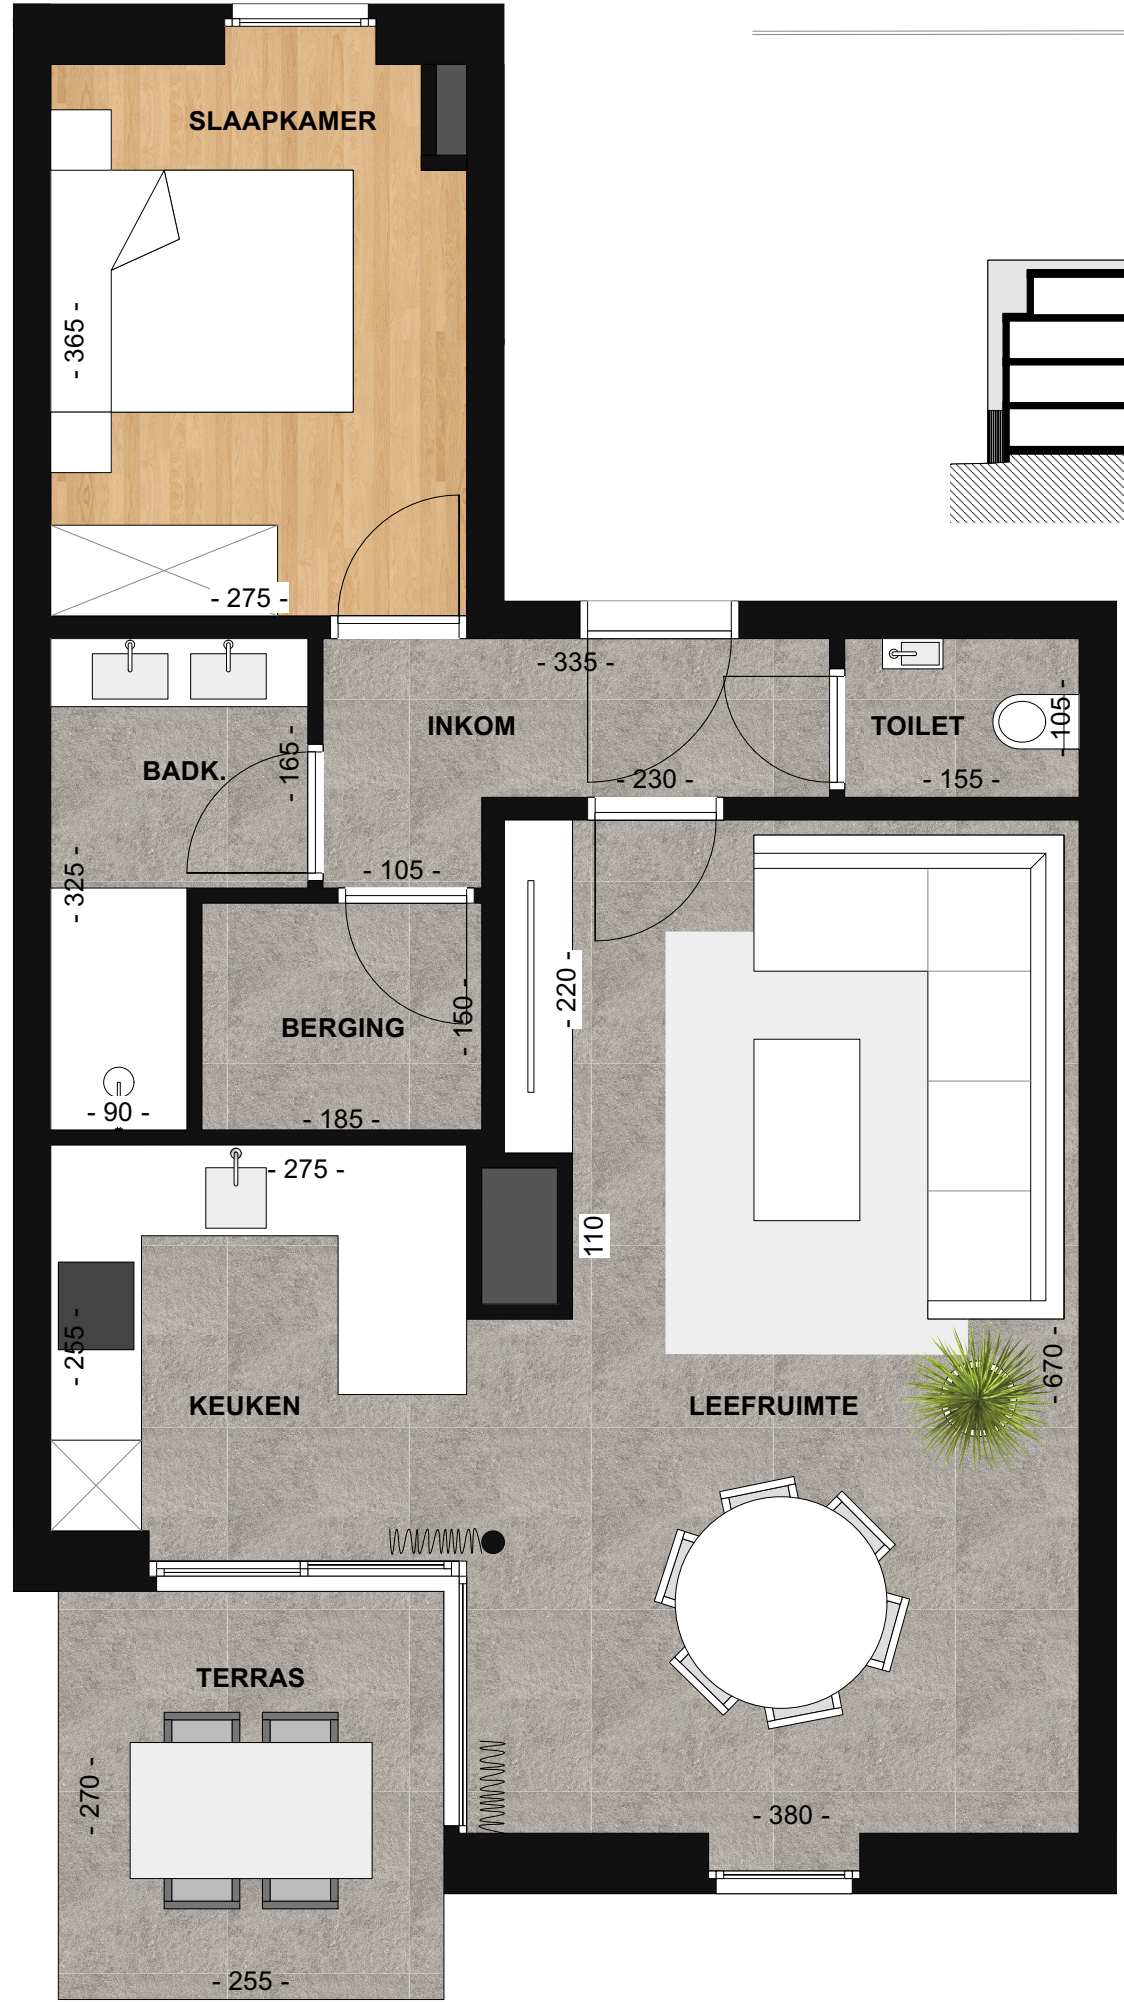 SLAAPKAMER
- 365 -
- 275 -
- 335 -
INKOM
TOILET
- 105 -
- 165 -
BADK.
- 230 -
- 155 -
- 325 -
- 105 -
- 220 -
- 150 -
BERGING
- 90 -
- 185 -
- 275 -
110
- 255 -
- 670 -
KEUKEN
LEEFRUIMTE
TERRAS
- 270 -
- 380 -
- 255 -